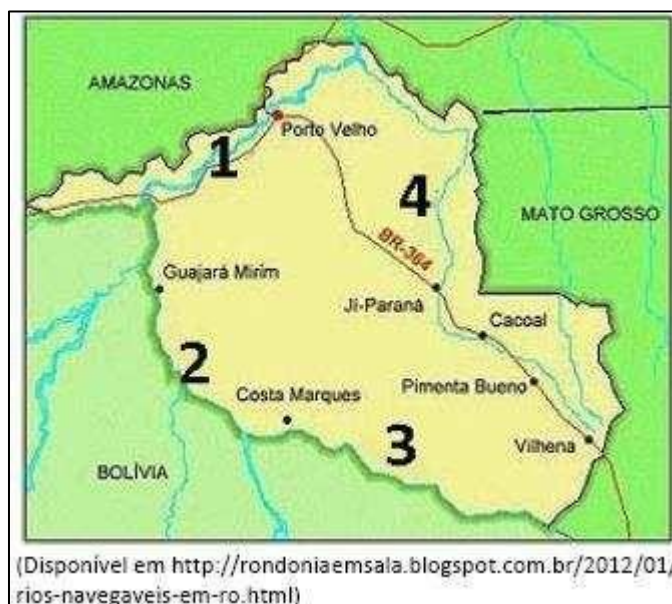 AMAZONAS
1
Porto Velho
4
MATO GROSSO
BR-364
Guajará Mirim
Jí-Paraná
Cacoal
2
Costa Marques
Pimenta Bueno
3
Vilhena
BOLÍVIA
(Disponível em http://rondoniaemsala.blogspot.com.br/2012/01/
rios-navegaveis-em-ro.html)